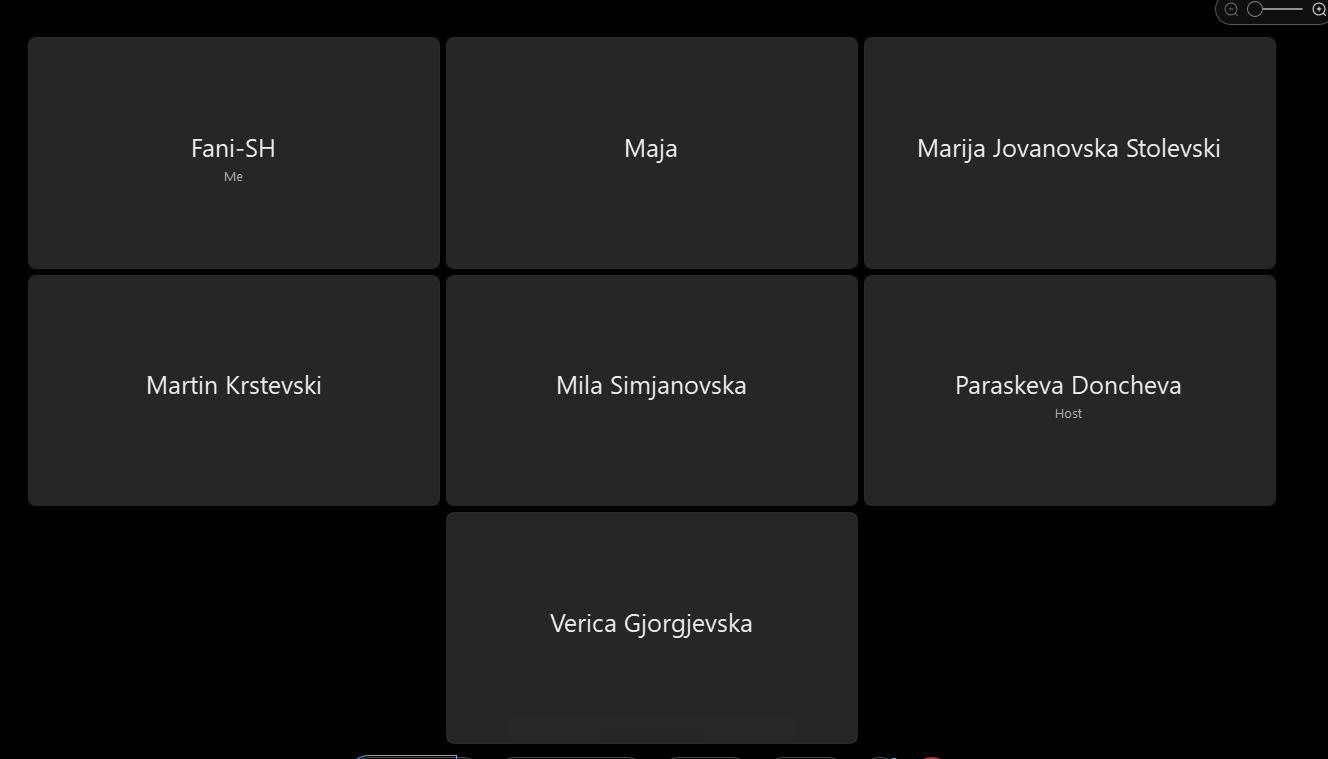 Fani-SH
Me
Maja
Marija Jovanovska Stolevski
Martin Krstevski
Mila Simjanovska
Paraskeva Doncheva
Host
Verica Gjorgjevska